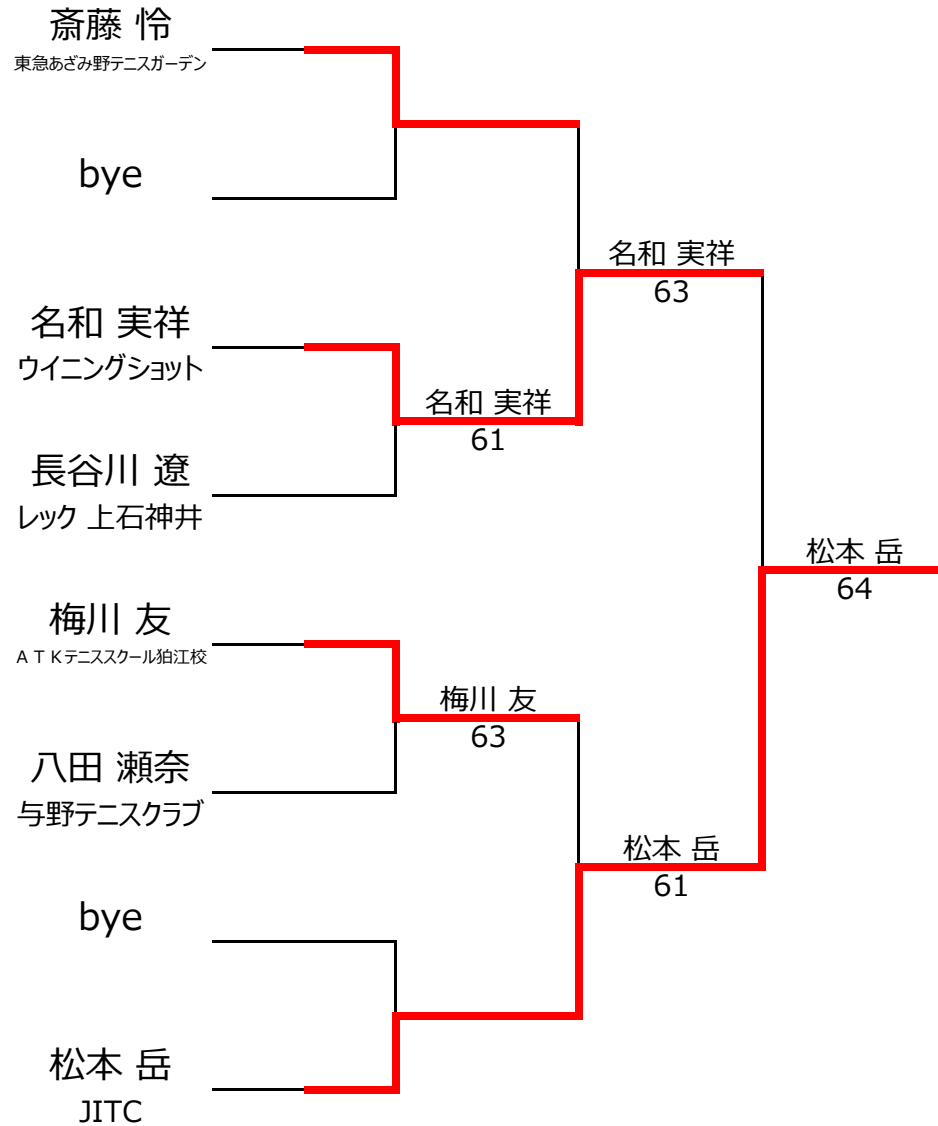 斎藤 怜
東急あざみ野テニスガーデン
bye
名和 実祥
63
名和 実祥
ウイニングショット
名和 実祥
61
長谷川 遼
レック 上石神井
松本 岳
64
梅川 友
ＡＴＫテニススクール狛江校
梅川 友
63
八田 瀬奈
与野テニスクラブ
松本 岳
61
bye
松本 岳
JITC